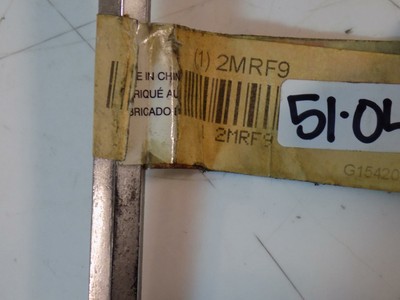 (1) 2MRF9
E IN CHIN
RIQUÉ AU
BRICADO E
51-04
2MRF9
G15420